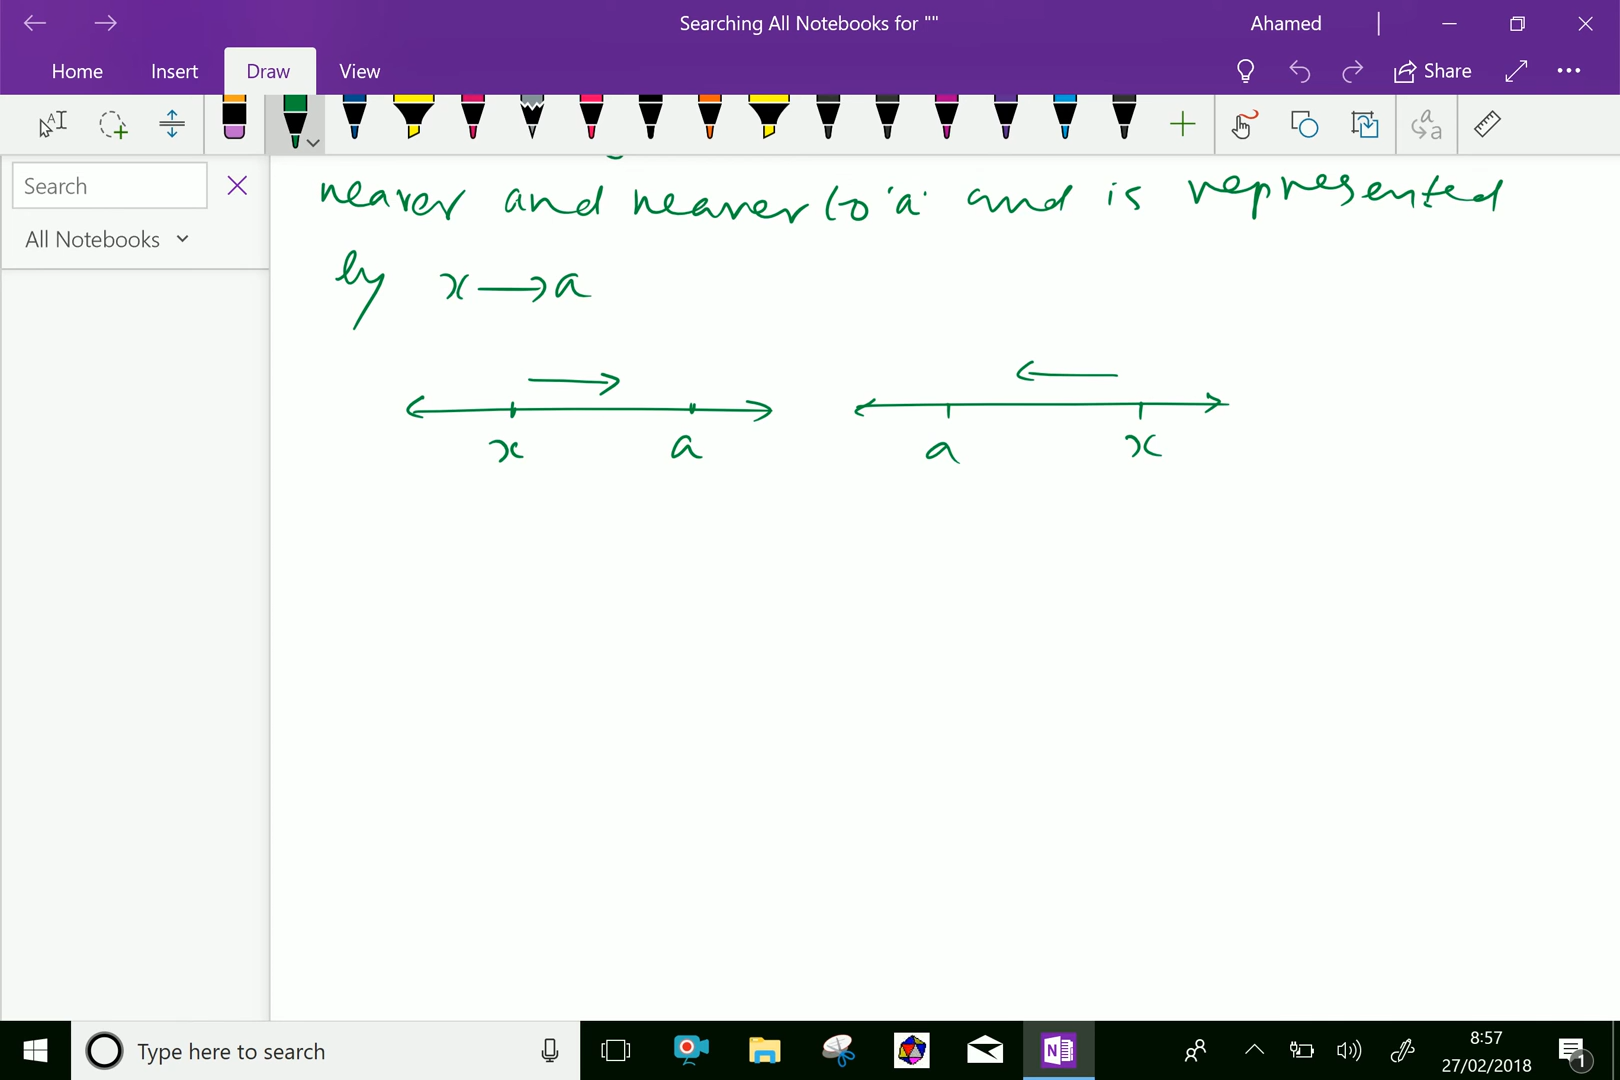 Searching All Notebooks for ""
Ahamed
Home Insert Draw View
Share
Search
All Notebooks
nearer and nearer to 'a' and is represented
by x → a
x a
a x
Type here to search
8:57
27/02/2018
1